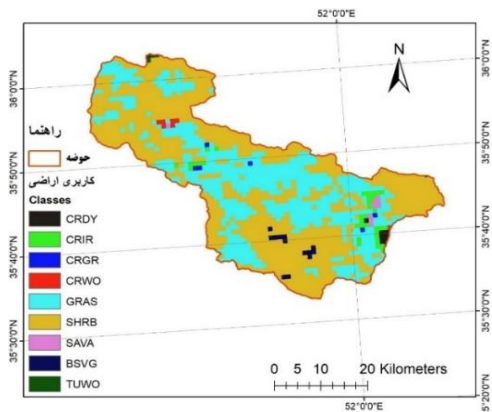 52°0'0"E
N
36°0'0"N
36°0'0"N
35°50'0"N
35°50'0"N
35°40'0"N
35°40'0"N
35°30'0"N
35°30'0"N
5°20'0"N
راهنما
حوضه
کاربری اراضی
Classes
CRDY
CRIR
CRGR
CRWO
GRAS
SHRB
SAVA
BSVG
TUWO
0 5 10 20 Kilometers
52°0'0"E